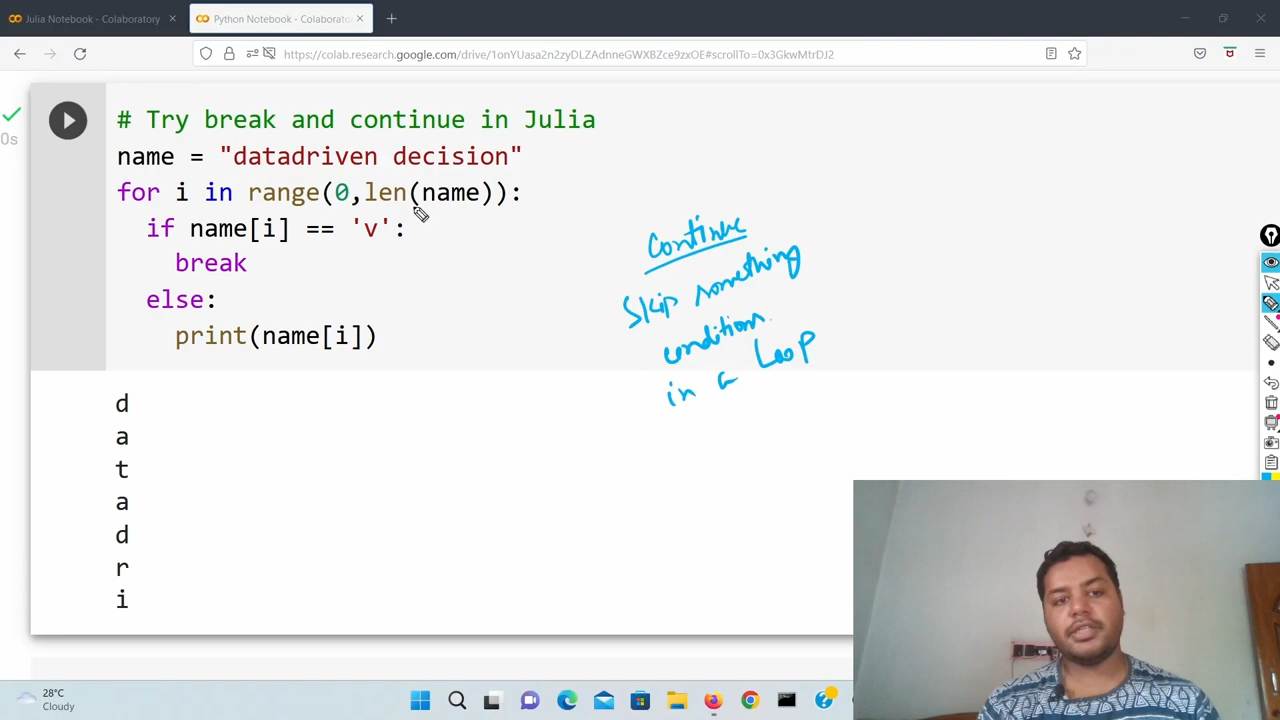 Julia Notebook - Colaboratory
Python Notebook - Colaborato
https://colab.research.google.com/drive/1onYUasa2n2zyDLZAdnneGWXBZce9zxOE#scrollTo=0x3GkwMtrDJ2
0s
# Try break and continue in Julia
name = "datadriven decision"
for i in range(0,len(name)):
if name[i] == 'v':
break
else:
print(name[i])
continue
Skip something
condition
in a Loop
d
a
t
a
d
r
i
28°C
Cloudy